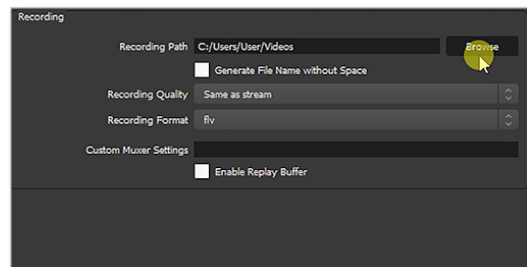 Recording
Recording Path C:/Users/User/Videos Browse
Generate File Name without Space
Recording Quality Same as stream
Recording Format flv
Custom Muxer Settings
Enable Replay Buffer